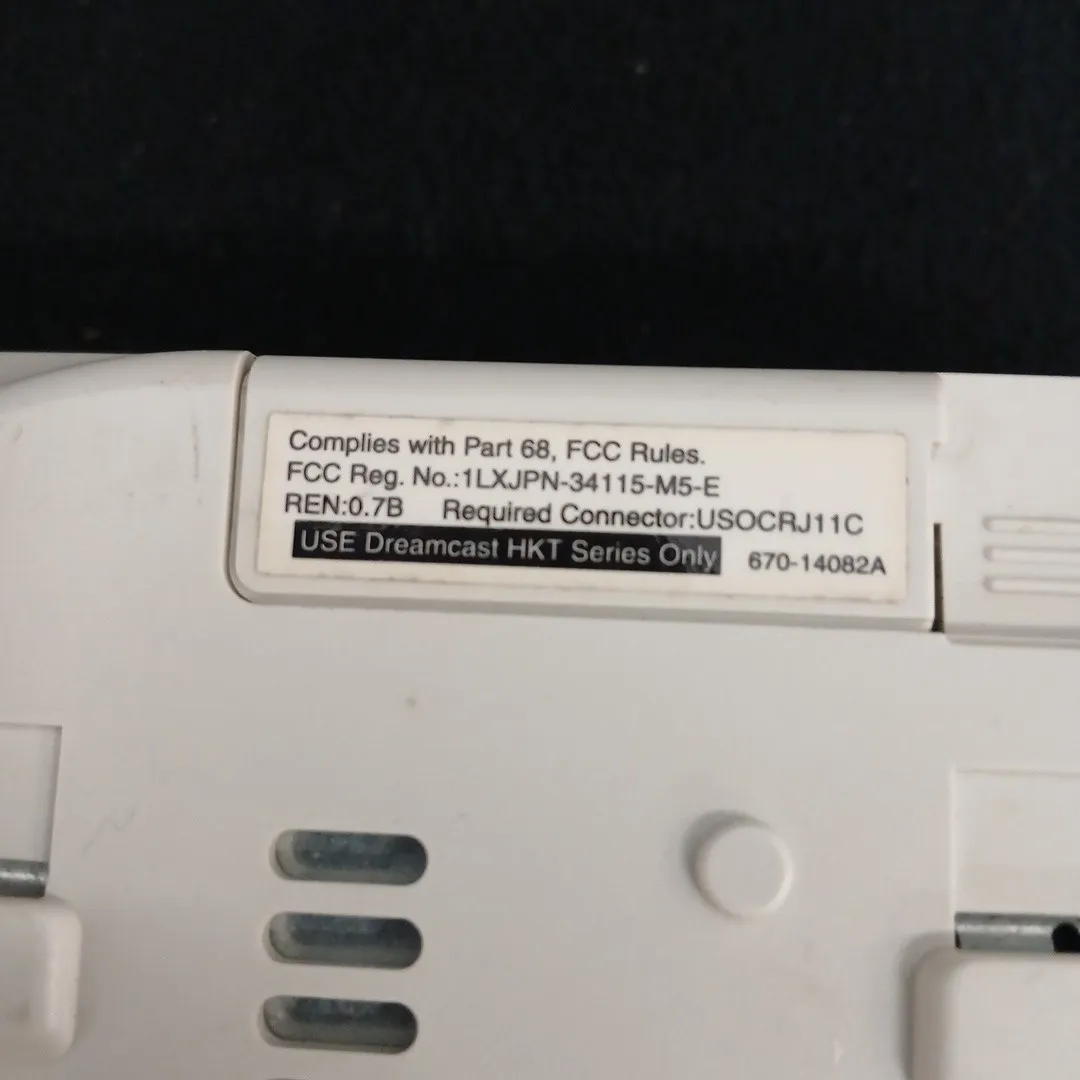 Complies with Part 68, FCC Rules.
FCC Reg. No.:1LXJPN-34115-M5-E
REN:0.7B Required Connector:USOCRJ11C
USE Dreamcast HKT Series Only 670-14082A